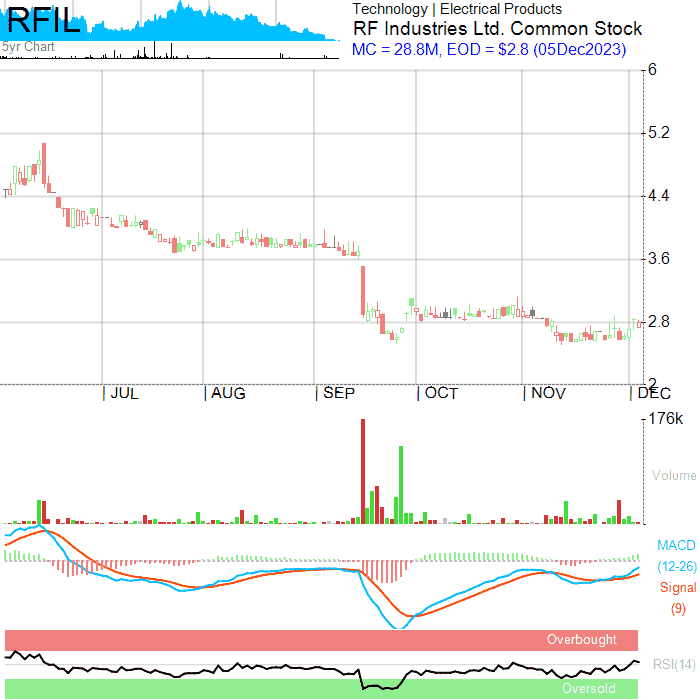 RFIL
5yr Chart
Technology | Electrical Products
RF Industries Ltd. Common Stock
MC = 28.8M, EOD = $2.8 (05Dec2023)
6
5.2
4.4
3.6
2.8
2
| JUL | AUG | SEP | OCT | NOV | DEC
176k
Volume
MACD
(12-26)
Signal
(9)
Overbought
RSI(14)
Oversold